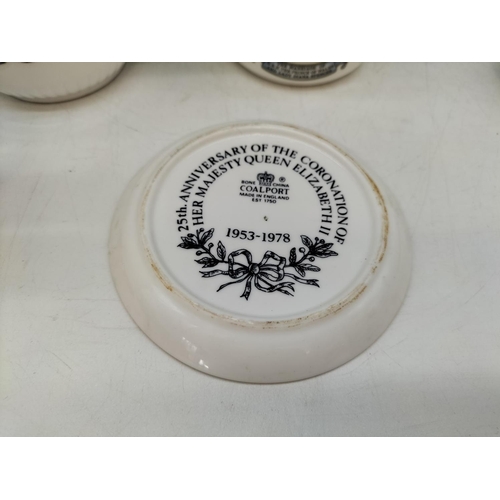 25th. ANNIVERSARY OF THE CORONATION OF
HER MAJESTY QUEEN ELIZABETH II
BONE CHINA ®
COALPORT
MADE IN ENGLAND
EST 1750
1953-1978